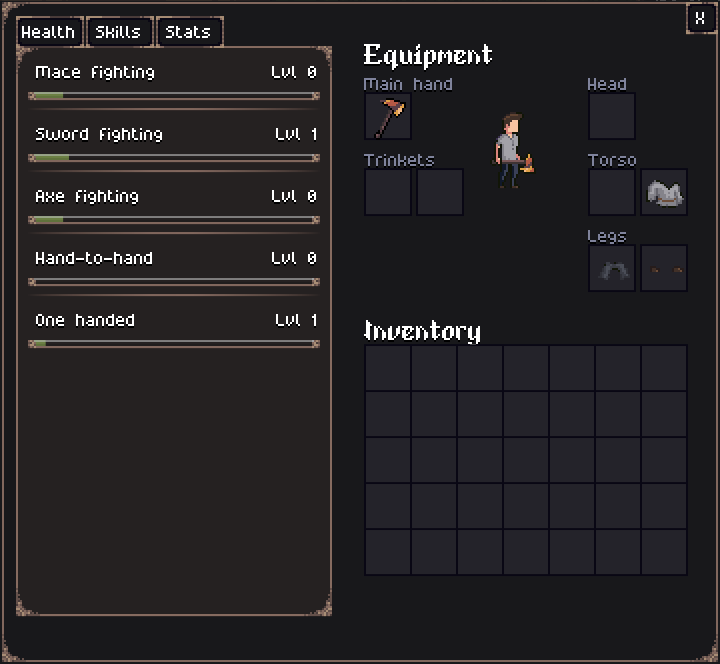 Health Skills Stats X
Mace fighting Lvl 0
Sword fighting Lvl 1
Axe fighting Lvl 0
Hand-to-hand Lvl 0
One handed Lvl 1
Equipment
Main hand Head
Trinkets Torso
Legs
Inventory